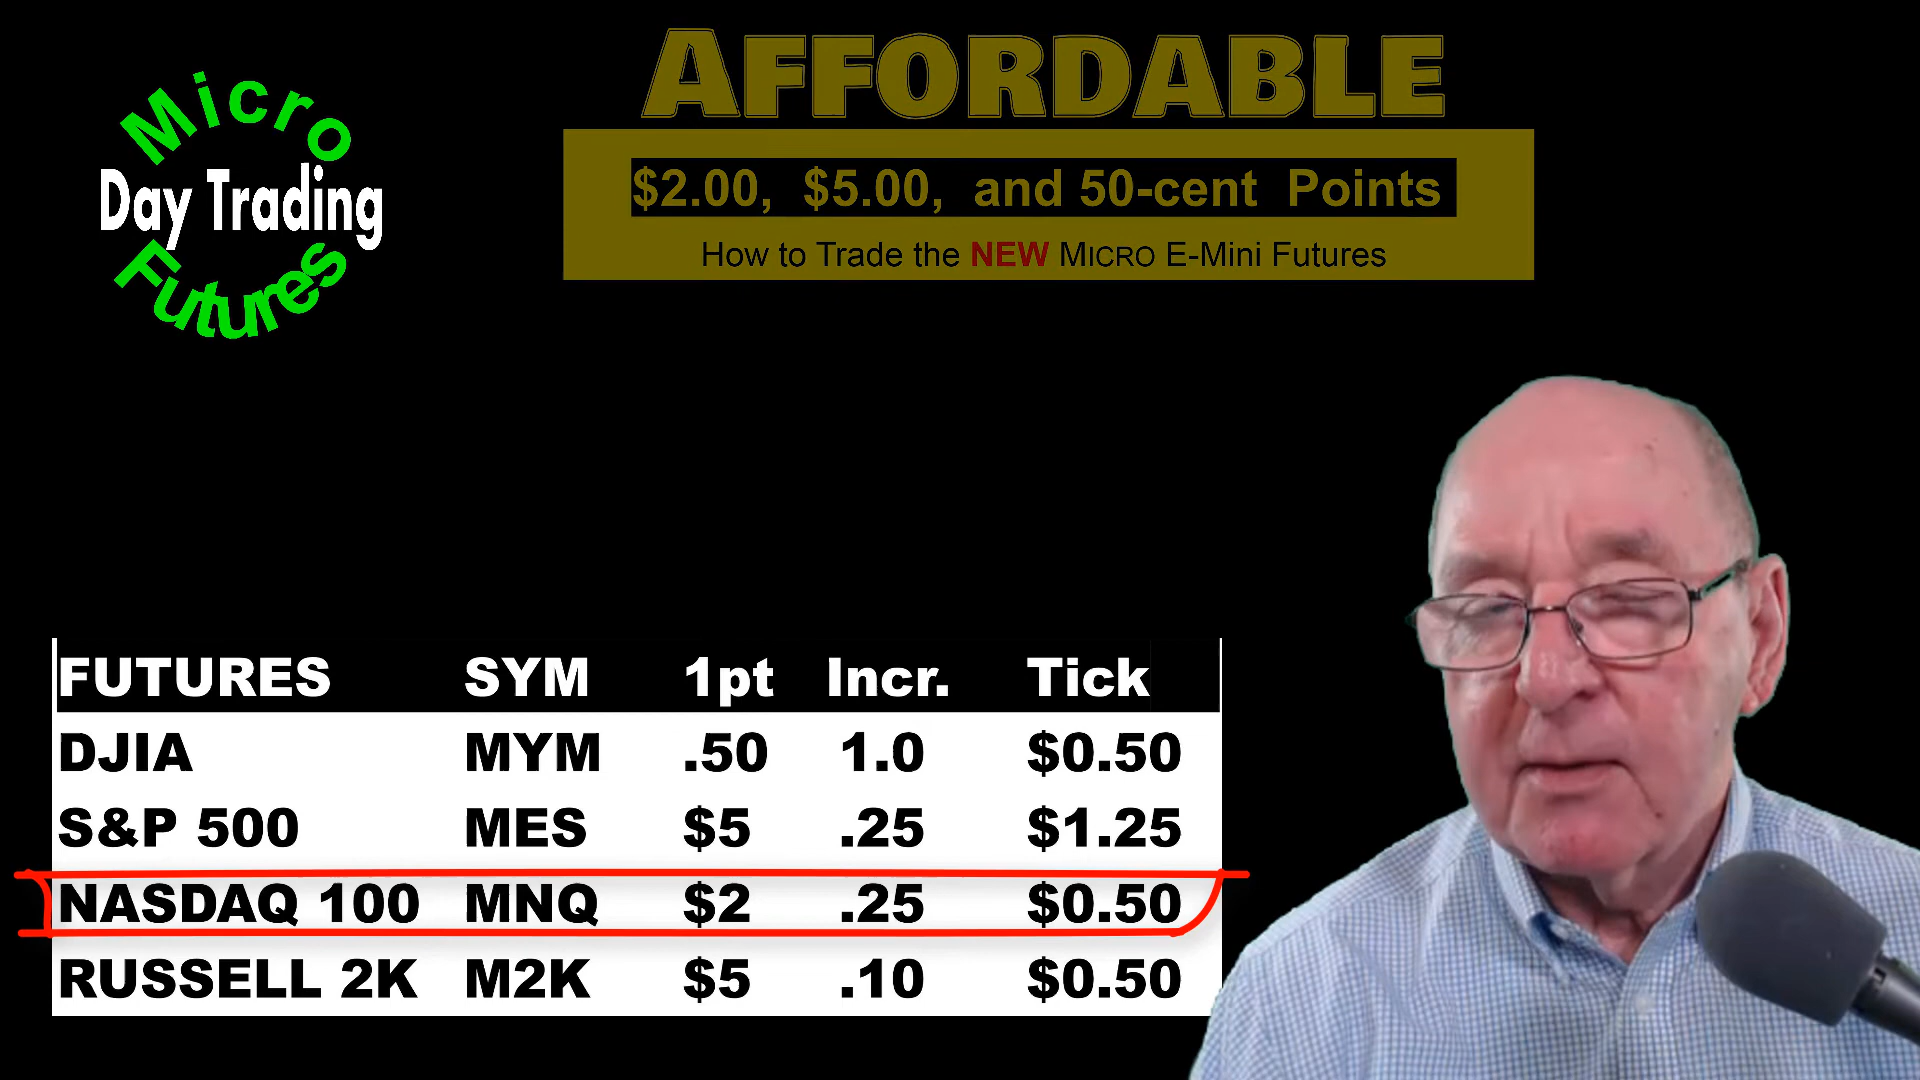 Micro
Day Trading
Futures
AFFORDABLE
$2.00, $5.00, and 50-cent Points
How to Trade the NEW MICRO E-Mini Futures
FUTURES SYM 1pt Incr. Tick
DJIA MYM .50 1.0 $0.50
S&P 500 MES $5 .25 $1.25
NASDAQ 100 MNQ $2 .25 $0.50
RUSSELL 2K M2K $5 .10 $0.50